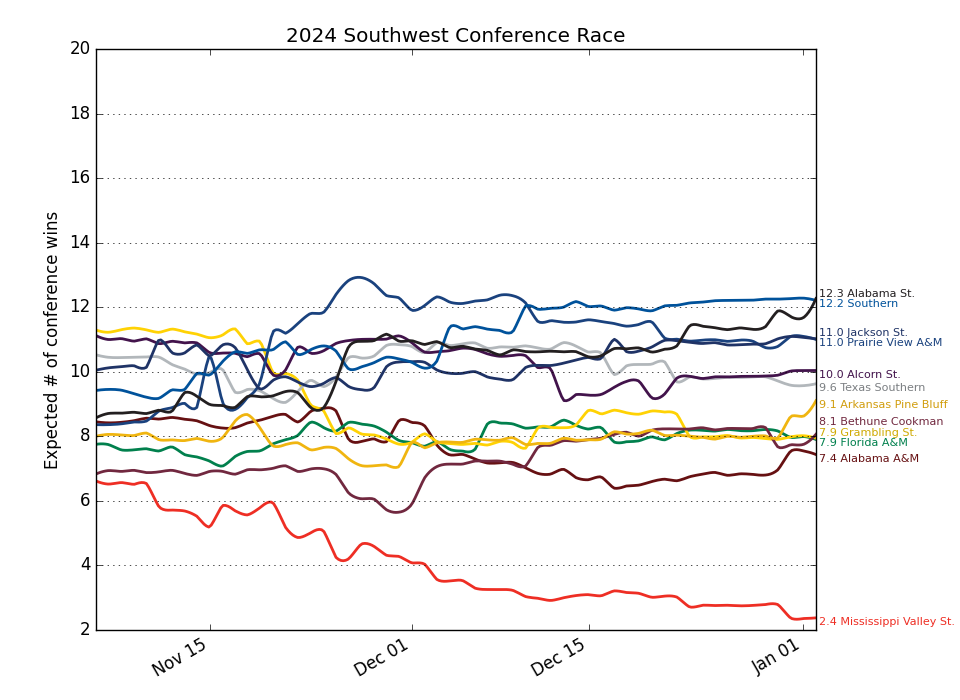 2024 Southwest Conference Race
Expected # of conference wins
20
18
16
14
12
10
8
6
4
2
Nov 15
Dec 01
Dec 15
Jan 01
12.3 Alabama St.
12.2 Southern
11.0 Jackson St.
11.0 Prairie View A&M
10.0 Alcorn St.
9.6 Texas Southern
9.1 Arkansas Pine Bluff
8.1 Bethune Cookman
7.9 Grambling St.
7.9 Florida A&M
7.4 Alabama A&M
2.4 Mississippi Valley St.